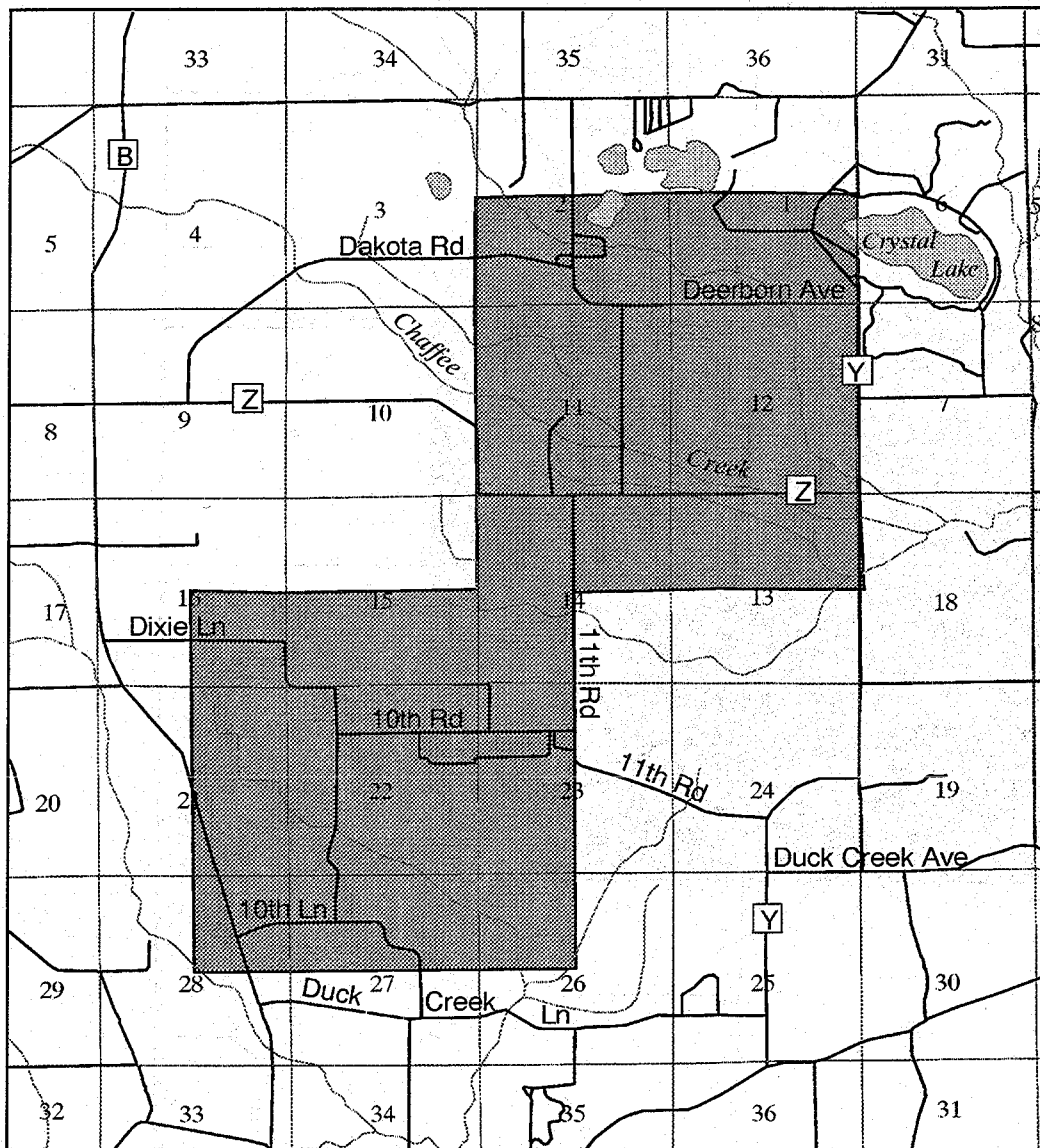 33 34 35 36 31
B
3 2 1 6 5
5 4
Dakota Rd
Crystal
Lake
Deerborn Ave
Chaffee
8
Y
Z
9 10 11 12 7
8
Creek
Z
17 16 15 14 13 18
Dixie Ln
11th Rd
10th Rd
11th Rd
20 22 23 24 19
Duck Creek Ave
10th Ln
Y
29 28 27 26 25 30
Duck Creek Ln
32 33 34 35 36 31